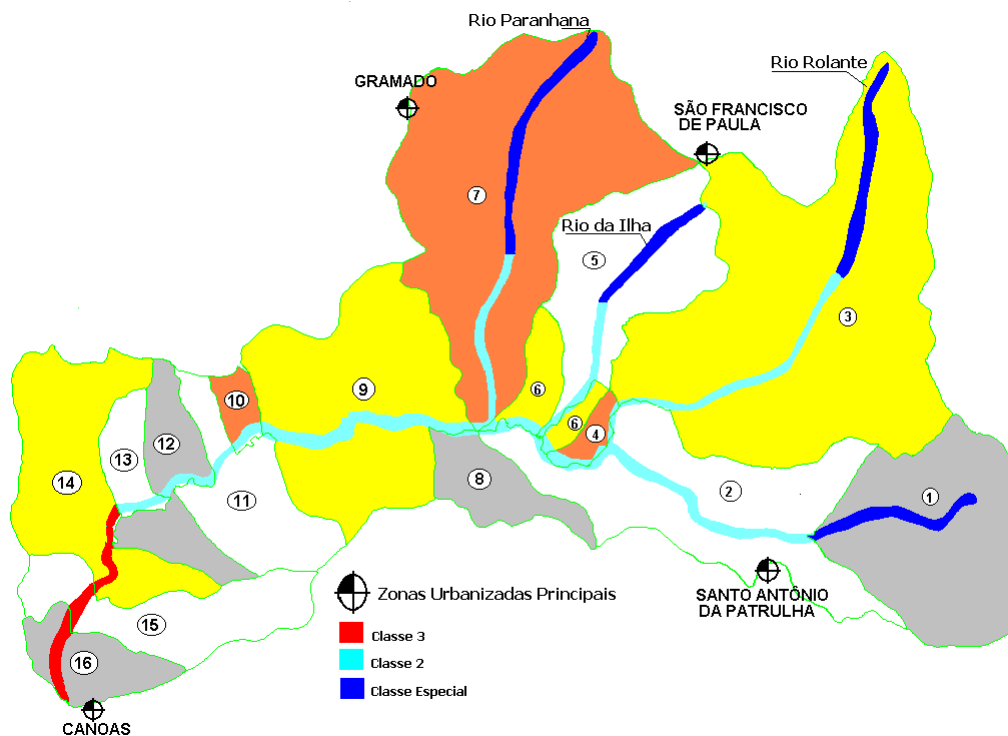 Rio Paranhana
Rio Rolante
GRAMADO
SÃO FRANCISCO
DE PAULA
7
Rio da Ilha
5
3
9
6
10
6
4
12
13
14
8
11
2
1
SANTO ANTÔNIO
DA PATRULHA
Zonas Urbanizadas Principais
Classe 3
Classe 2
Classe Especial
15
16
CANOAS